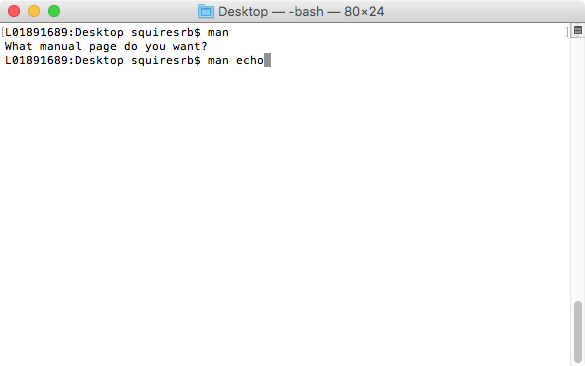 Desktop — -bash — 80×24
[L01891689:Desktop squiresrb$ man ]
What manual page do you want?
L01891689:Desktop squiresrb$ man echo